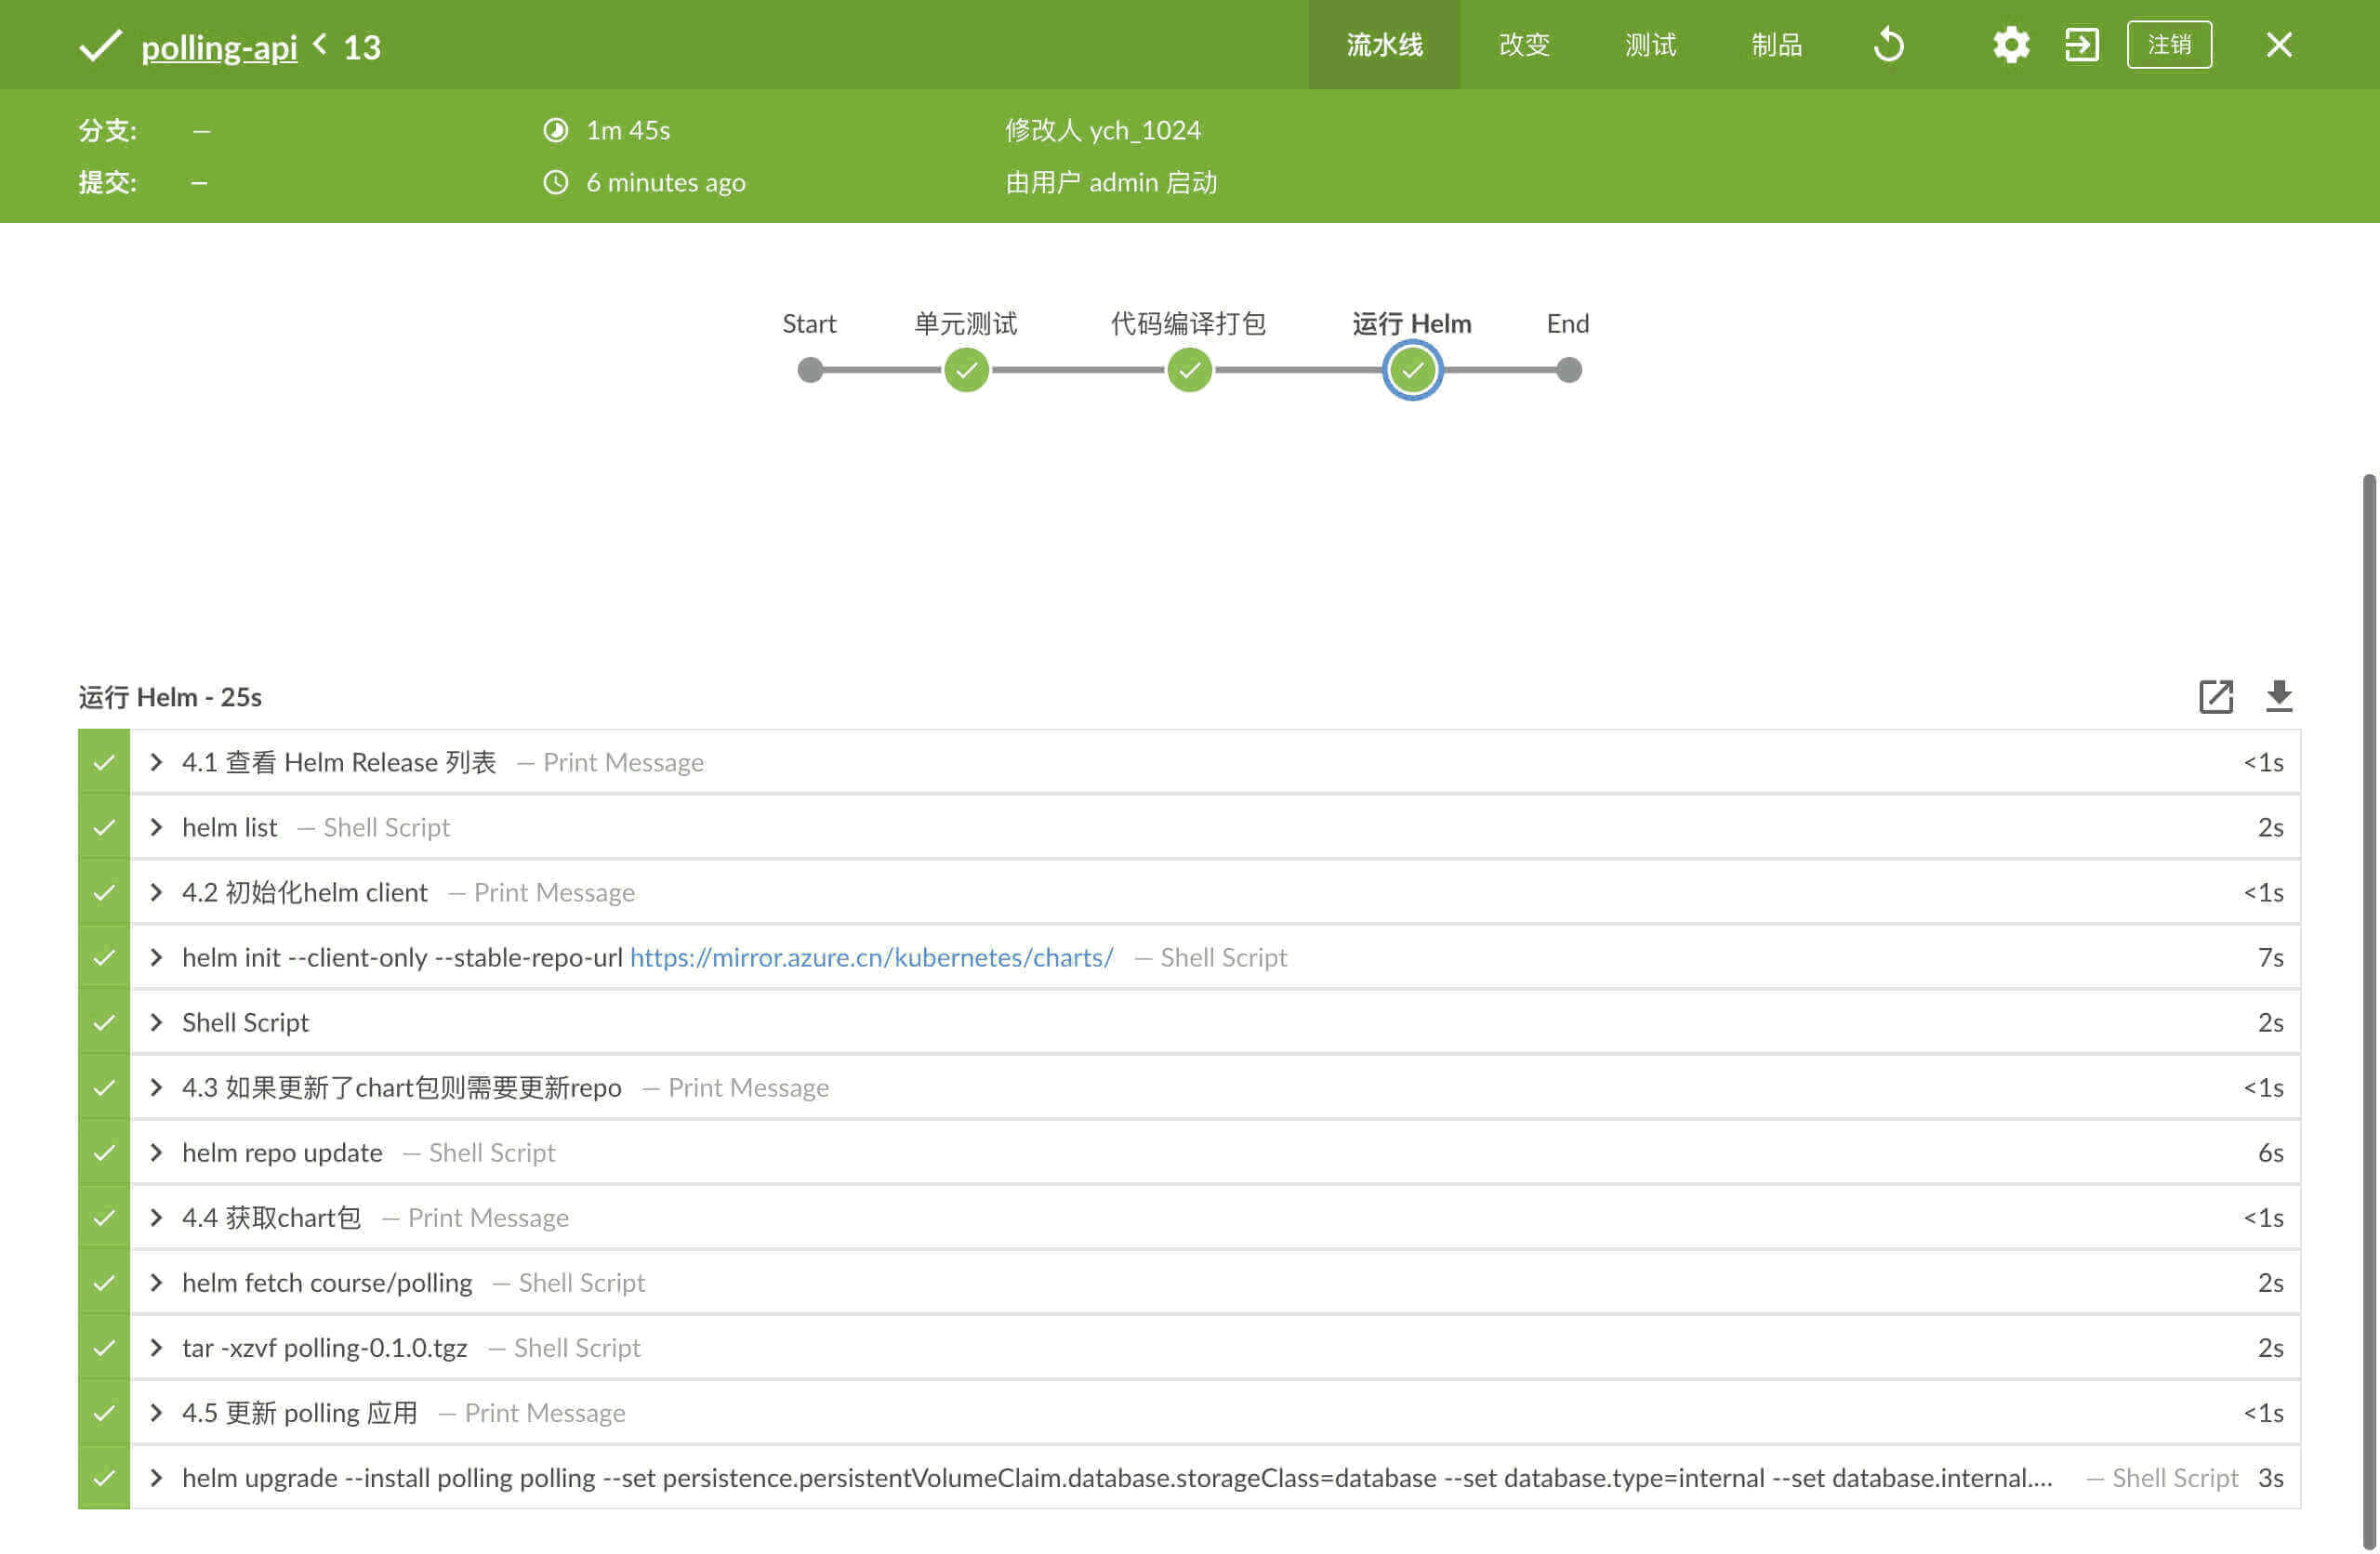 polling-api < 13 流水线 改变 测试 制品 注销
分支: — 1m 45s 修改人 ych_1024
提交: — 6 minutes ago 由用户 admin 启动
Start 单元测试 代码编译打包 运行 Helm End
运行 Helm - 25s
4.1 查看 Helm Release 列表 — Print Message <1s
helm list — Shell Script 2s
4.2 初始化helm client — Print Message <1s
helm init --client-only --stable-repo-url https://mirror.azure.cn/kubernetes/charts/ — Shell Script 7s
Shell Script 2s
4.3 如果更新了chart包则需要更新repo — Print Message <1s
helm repo update — Shell Script 6s
4.4 获取chart包 — Print Message <1s
helm fetch course/polling — Shell Script 2s
tar -xzvf polling-0.1.0.tgz — Shell Script 2s
4.5 更新 polling 应用 — Print Message <1s
helm upgrade --install polling polling --set persistence.persistentVolumeClaim.database.storageClass=database --set database.type=internal --set database.internal.... — Shell Script 3s